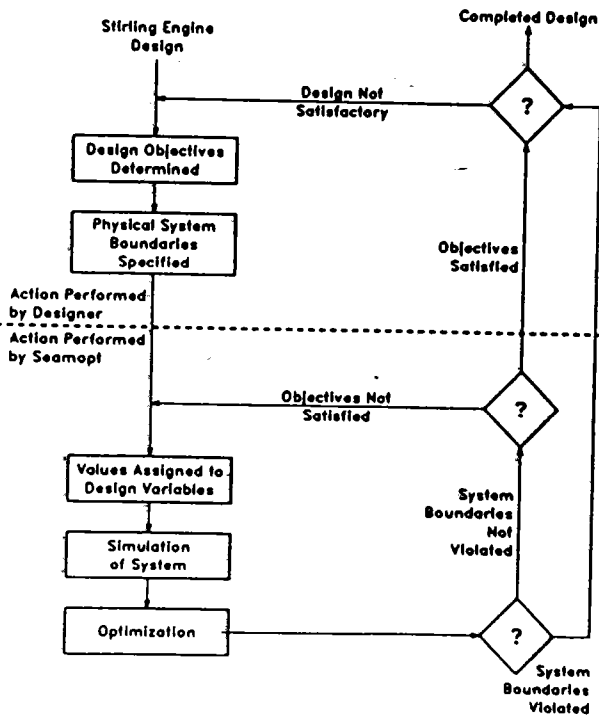 Stirling Engine
Design
Completed Design
Design Not
Satisfactory
?
Design Objectives
Determined
Physical System
Boundaries
Specified
Objectives
Satisfied
Action Performed
by Designer
Action Performed
by Seamopt
Objectives Not
Satisfied
?
Values Assigned to
Design Variables
System
Boundaries
Not
Violated
Simulation
of System
Optimization
?
System
Boundaries
Violated